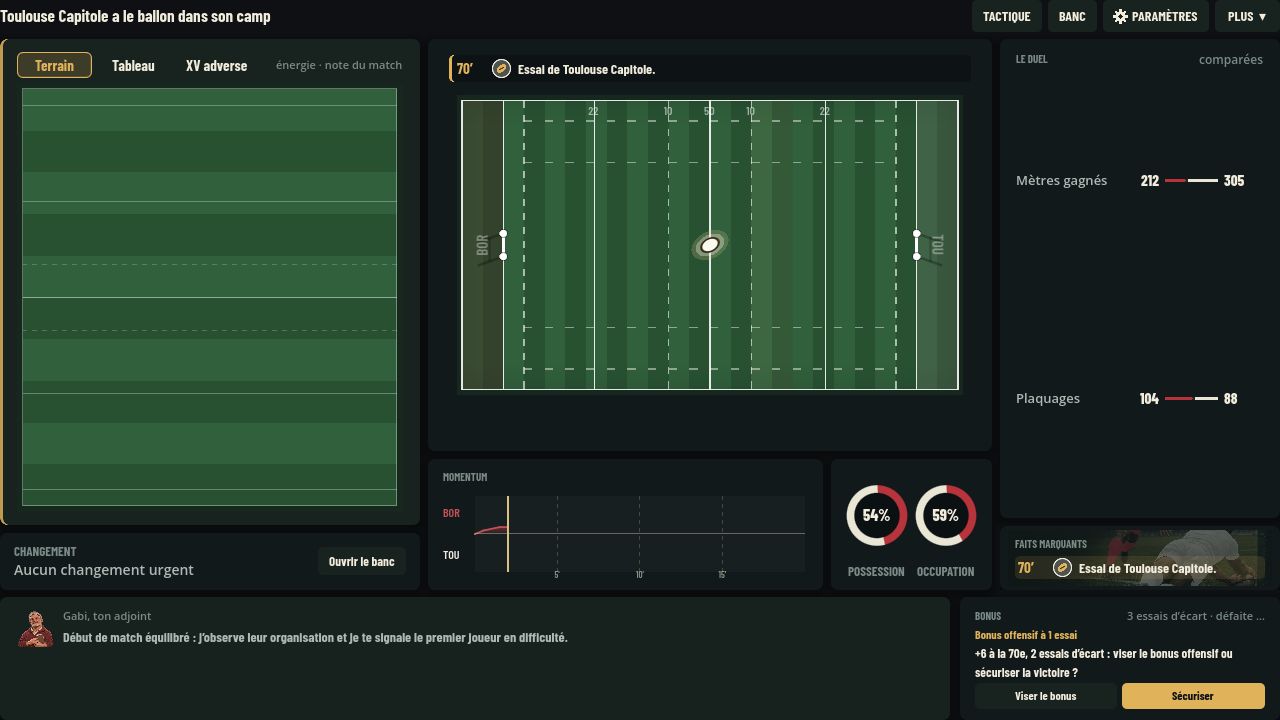 Toulouse Capitole a le ballon dans son camp
TACTIQUE
BANC
PARAMÈTRES
PLUS ▼
Terrain
Tableau
XV adverse
énergie · note du match
70’
Essai de Toulouse Capitole.
22
10
50
10
22
BOR
TOU
LE DUEL
comparées
Mètres gagnés
212
305
Plaquages
104
88
MOMENTUM
BOR
TOU
5’
10’
15’
54%
59%
POSSESSION
OCCUPATION
FAITS MARQUANTS
70’
Essai de Toulouse Capitole.
CHANGEMENT
Aucun changement urgent
Ouvrir le banc
Gabi, ton adjoint
Début de match équilibré : j’observe leur organisation et je te signale le premier joueur en difficulté.
BONUS
3 essais d’écart · défaite ...
Bonus offensif à 1 essai
+6 à la 70e, 2 essais d’écart : viser le bonus offensif ou
sécuriser la victoire ?
Viser le bonus
Sécuriser